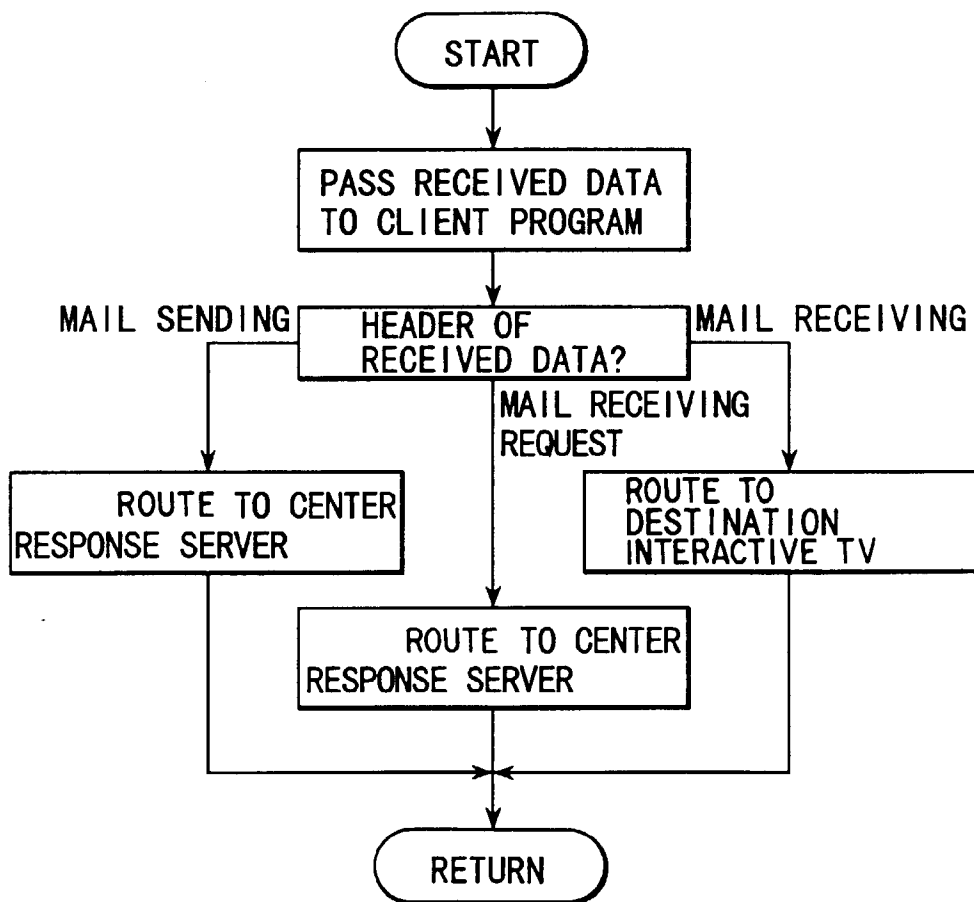 START
PASS RECEIVED DATA
TO CLIENT PROGRAM
MAIL SENDING
HEADER OF
RECEIVED DATA?
MAIL RECEIVING
MAIL RECEIVING
REQUEST
ROUTE TO CENTER
RESPONSE SERVER
ROUTE TO
DESTINATION
INTERACTIVE TV
ROUTE TO CENTER
RESPONSE SERVER
RETURN